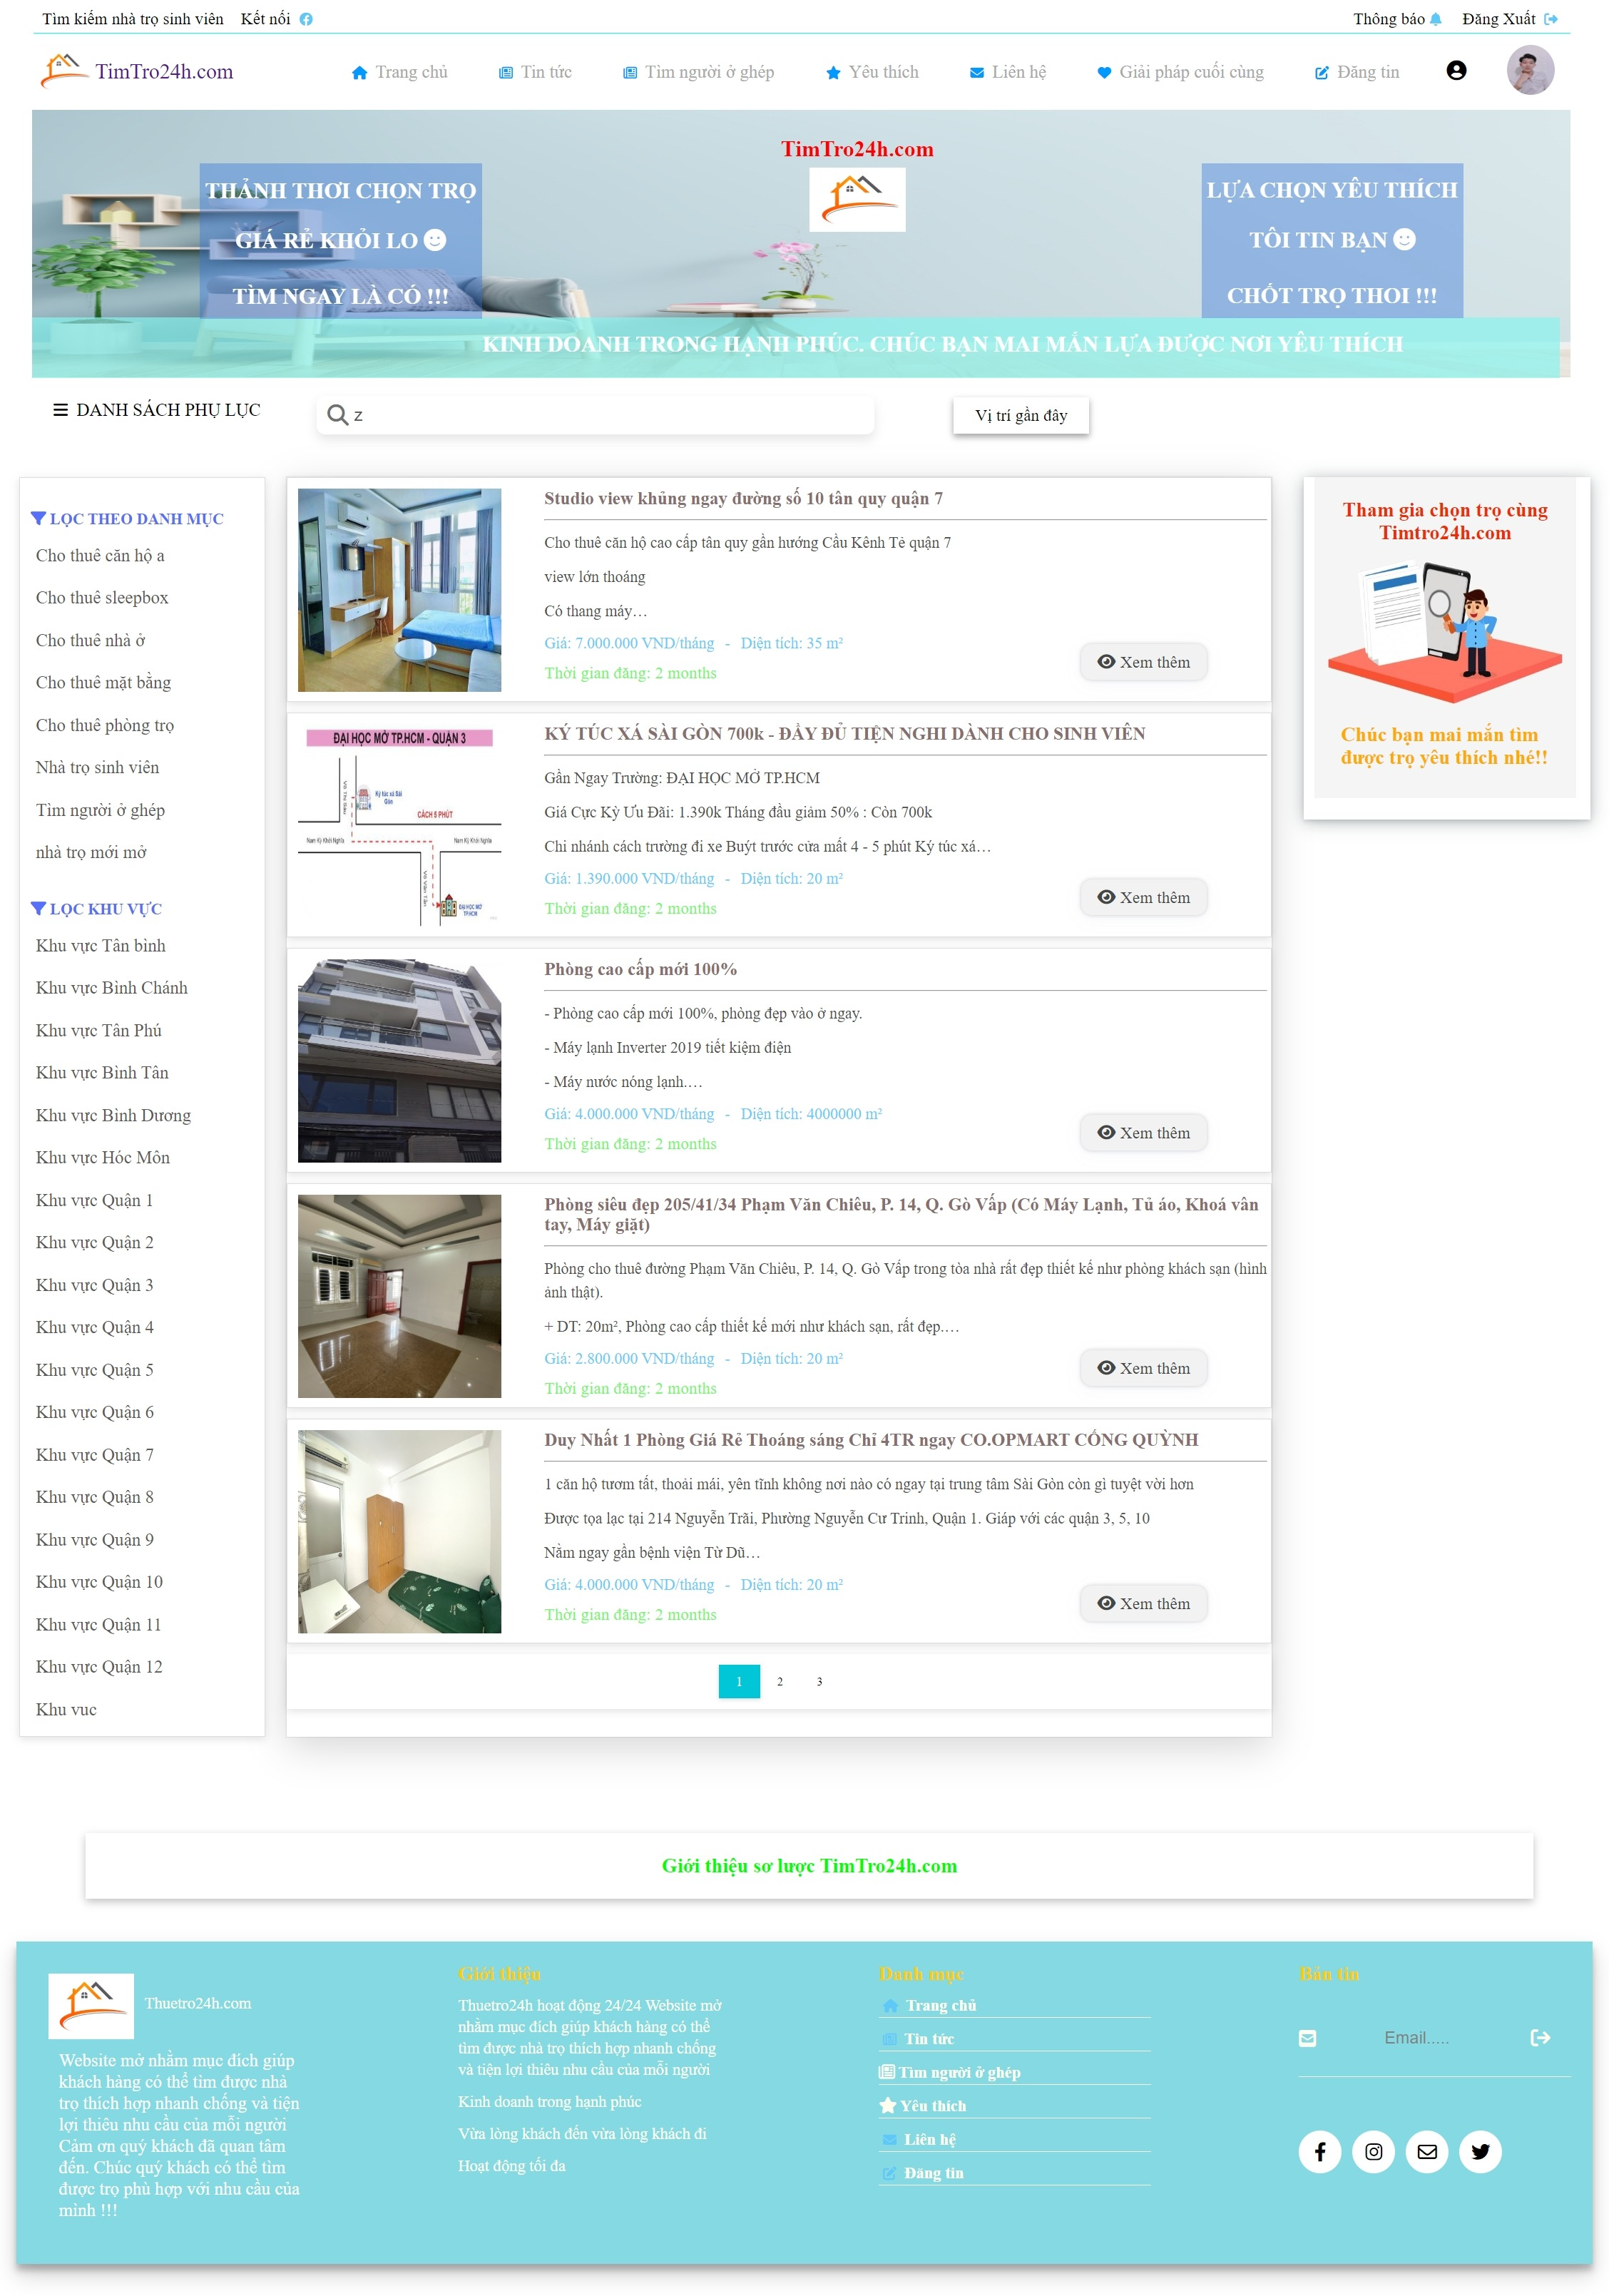 Tìm kiếm nhà trọ sinh viên Kết nối
Thông báo Đăng Xuất
TimTro24h.com
Trang chủ Tin tức Tìm người ở ghép Yêu thích Liên hệ Giải pháp cuối cùng Đăng tin
TimTro24h.com
THẢNH THƠI CHỌN TRỌ
GIÁ RẺ KHỎI LO
TÌM NGAY LÀ CÓ !!!
LỰA CHỌN YÊU THÍCH
TÔI TIN BẠN
CHỐT TRỌ THOI !!!
KINH DOANH TRONG HẠNH PHÚC. CHÚC BẠN MAI MẮN LỰA ĐƯỢC NƠI YÊU THÍCH
DANH SÁCH PHỤ LỤC
z
Vị trí gần đây
LỌC THEO DANH MỤC
Cho thuê căn hộ a
Cho thuê sleepbox
Cho thuê nhà ở
Cho thuê mặt bằng
Cho thuê phòng trọ
Nhà trọ sinh viên
Tìm người ở ghép
nhà trọ mới mở
LỌC KHU VỰC
Khu vực Tân bình
Khu vực Bình Chánh
Khu vực Tân Phú
Khu vực Bình Tân
Khu vực Bình Dương
Khu vực Hóc Môn
Khu vực Quận 1
Khu vực Quận 2
Khu vực Quận 3
Khu vực Quận 4
Khu vực Quận 5
Khu vực Quận 6
Khu vực Quận 7
Khu vực Quận 8
Khu vực Quận 9
Khu vực Quận 10
Khu vực Quận 11
Khu vực Quận 12
Khu vuc
Studio view khủng ngay đường số 10 tân quy quận 7
Cho thuê căn hộ cao cấp tân quy gần hướng Cầu Kênh Tẻ quận 7
view lớn thoáng
Có thang máy…
Giá: 7.000.000 VND/tháng - Diện tích: 35 m²
Thời gian đăng: 2 months
Xem thêm
ĐẠI HỌC MỞ TP.HCM - QUẬN 3
Võ Thị Sáu
Ký túc xá Sài Gòn
CÁCH 5 PHÚT
Nam Kỳ Khởi Nghĩa
Nam Kỳ Khởi Nghĩa
Võ Văn Tần
ĐẠI HỌC MỞ
TP.HCM
KÝ TÚC XÁ SÀI GÒN 700k - ĐẦY ĐỦ TIỆN NGHI DÀNH CHO SINH VIÊN
Gần Ngay Trường: ĐẠI HỌC MỞ TP.HCM
Giá Cực Kỳ Ưu Đãi: 1.390k Tháng đầu giảm 50% : Còn 700k
Chi nhánh cách trường đi xe Buýt trước cửa mất 4 - 5 phút Ký túc xá…
Giá: 1.390.000 VND/tháng - Diện tích: 20 m²
Thời gian đăng: 2 months
Xem thêm
Phòng cao cấp mới 100%
- Phòng cao cấp mới 100%, phòng đẹp vào ở ngay.
- Máy lạnh Inverter 2019 tiết kiệm điện
- Máy nước nóng lạnh.…
Giá: 4.000.000 VND/tháng - Diện tích: 4000000 m²
Thời gian đăng: 2 months
Xem thêm
Phòng siêu đẹp 205/41/34 Phạm Văn Chiêu, P. 14, Q. Gò Vấp (Có Máy Lạnh, Tủ áo, Khoá vân
tay, Máy giặt)
Phòng cho thuê đường Phạm Văn Chiêu, P. 14, Q. Gò Vấp trong tòa nhà rất đẹp thiết kế như phòng khách sạn (hình
ảnh thật).
+ DT: 20m², Phòng cao cấp thiết kế mới như khách sạn, rất đẹp.…
Giá: 2.800.000 VND/tháng - Diện tích: 20 m²
Thời gian đăng: 2 months
Xem thêm
Duy Nhất 1 Phòng Giá Rẻ Thoáng sáng Chỉ 4TR ngay CO.OPMART CỐNG QUỲNH
1 căn hộ tươm tất, thoải mái, yên tĩnh không nơi nào có ngay tại trung tâm Sài Gòn còn gì tuyệt vời hơn
Được tọa lạc tại 214 Nguyễn Trãi, Phường Nguyễn Cư Trinh, Quận 1. Giáp với các quận 3, 5, 10
Nằm ngay gần bệnh viện Từ Dũ…
Giá: 4.000.000 VND/tháng - Diện tích: 20 m²
Thời gian đăng: 2 months
Xem thêm
1 2 3
Tham gia chọn trọ cùng
Timtro24h.com
Chúc bạn mai mắn tìm
được trọ yêu thích nhé!!
Giới thiệu sơ lược TimTro24h.com
Thuetro24h.com
Website mở nhằm mục đích giúp
khách hàng có thể tìm được nhà
trọ thích hợp nhanh chống và tiện
lợi thiêu nhu cầu của mỗi người
Cảm ơn quý khách đã quan tâm
đến. Chúc quý khách có thể tìm
được trọ phù hợp với nhu cầu của
mình !!!
Giới thiệu
Thuetro24h hoạt động 24/24 Website mở
nhằm mục đích giúp khách hàng có thể
tìm được nhà trọ thích hợp nhanh chống
và tiện lợi thiêu nhu cầu của mỗi người
Kinh doanh trong hạnh phúc
Vừa lòng khách đến vừa lòng khách đi
Hoạt động tối đa
Danh mục
Trang chủ
Tin tức
Tìm người ở ghép
Yêu thích
Liên hệ
Đăng tin
Bản tin
Email.....